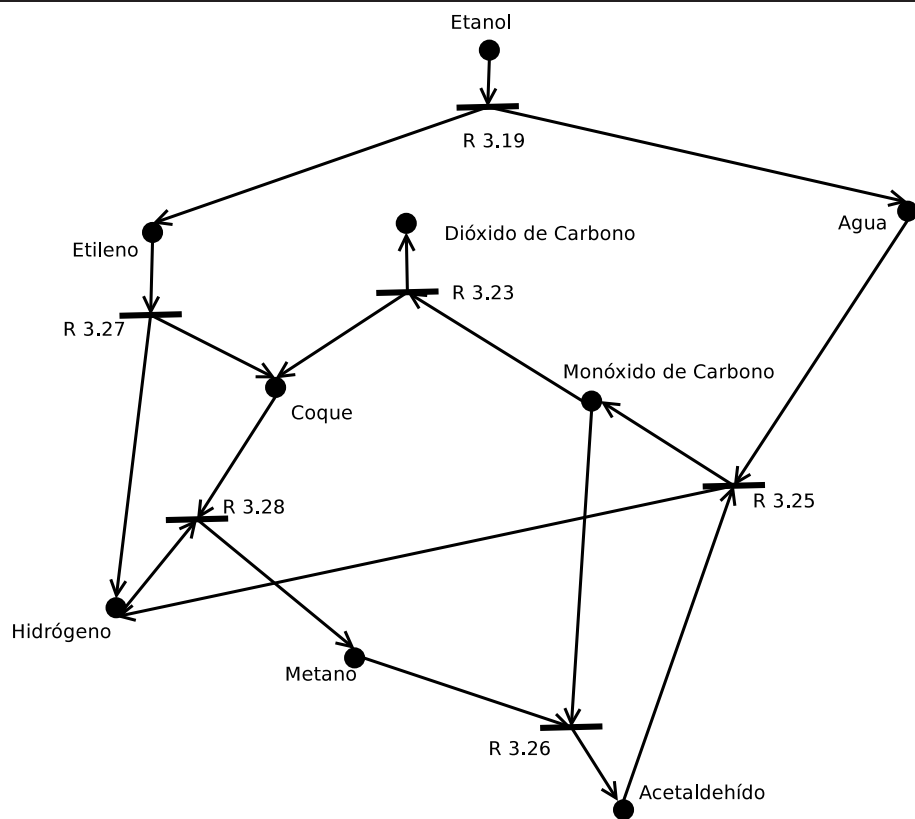 Etanol
R 3.19
Agua
Dióxido de Carbono
Etileno
R 3.23
R 3.27
Monóxido de Carbono
Coque
R 3.25
R 3.28
Hidrógeno
Metano
R 3.26
Acetaldehído